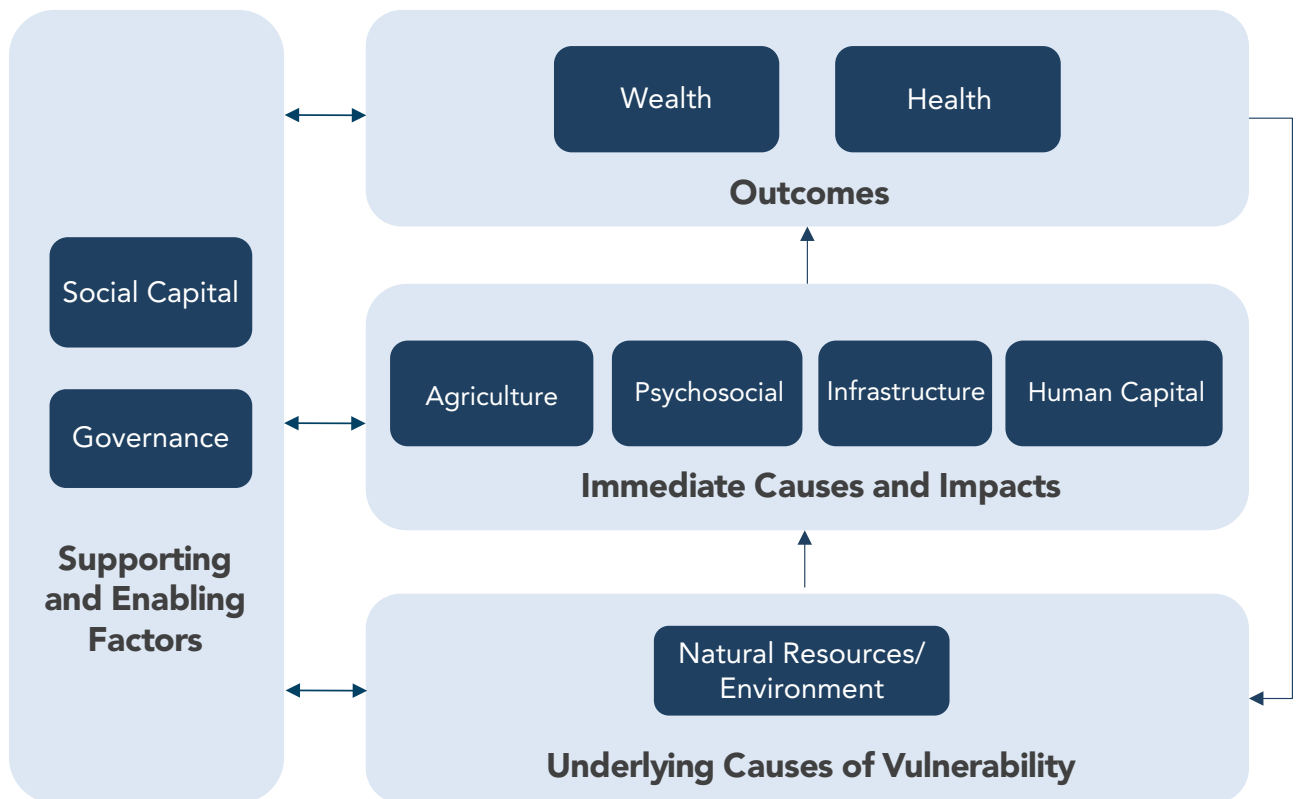 Wealth
Health
Outcomes
Social Capital
Governance
Supporting
and Enabling
Factors
Agriculture
Psychosocial
Infrastructure
Human Capital
Immediate Causes and Impacts
Natural Resources/
Environment
Underlying Causes of Vulnerability